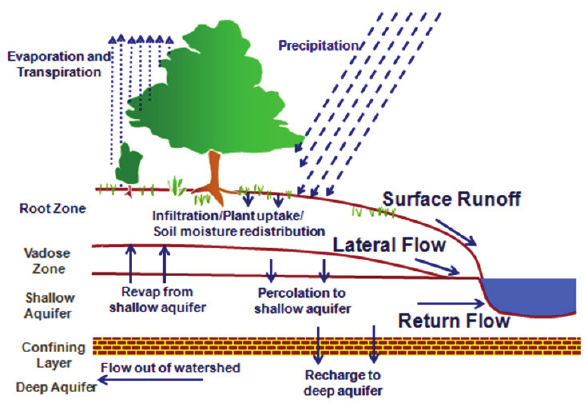 Evaporation and
Transpiration
Precipitation
Root Zone
Surface Runoff
Infiltration/Plant uptake/
Soil moisture redistribution
Lateral Flow
Vadose
Zone
Revap from
shallow aquifer
Percolation to
shallow aquifer
Shallow
Aquifer
Return Flow
Confining
Layer
Flow out of watershed
Recharge to
deep aquifer
Deep Aquifer